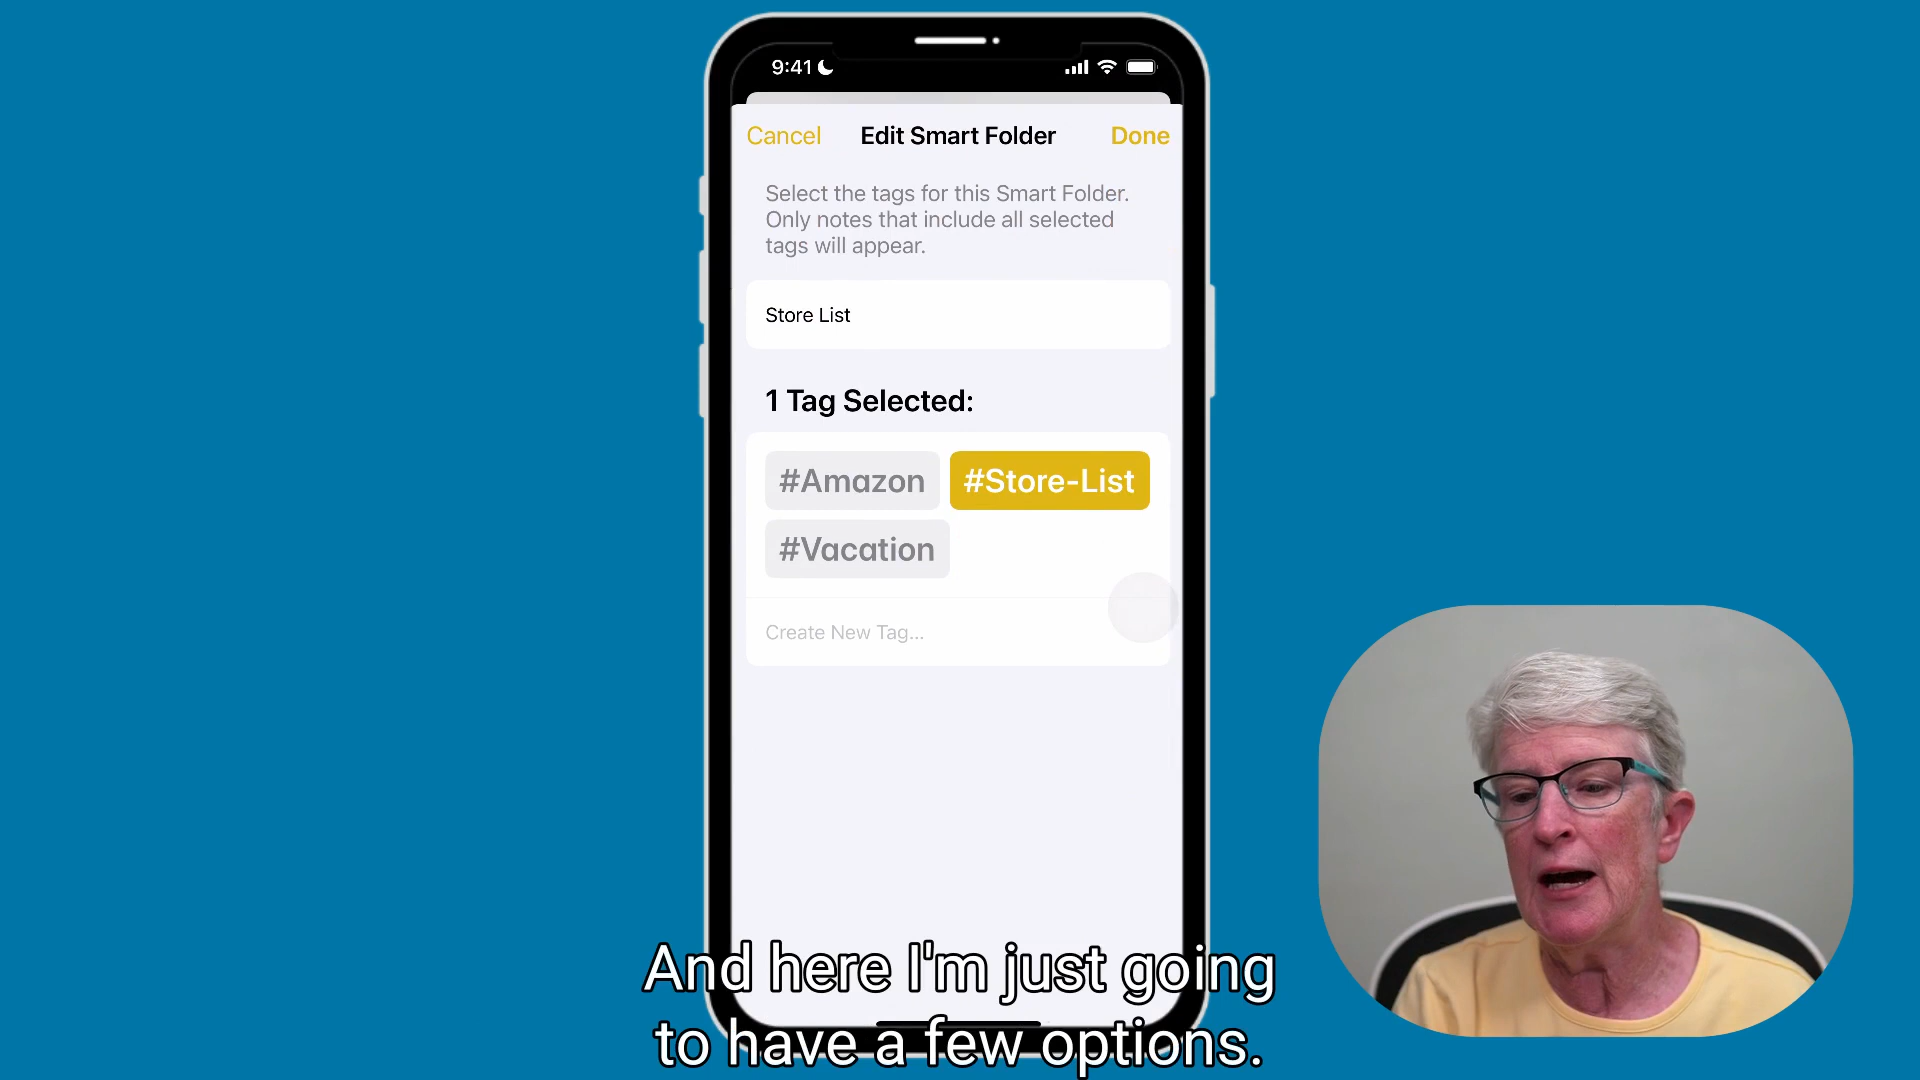 9:41
Cancel Edit Smart Folder Done
Select the tags for this Smart Folder.
Only notes that include all selected
tags will appear.
Store List
1 Tag Selected:
#Amazon #Store-List
#Vacation
Create New Tag...
And here I'm just going
to have a few options.